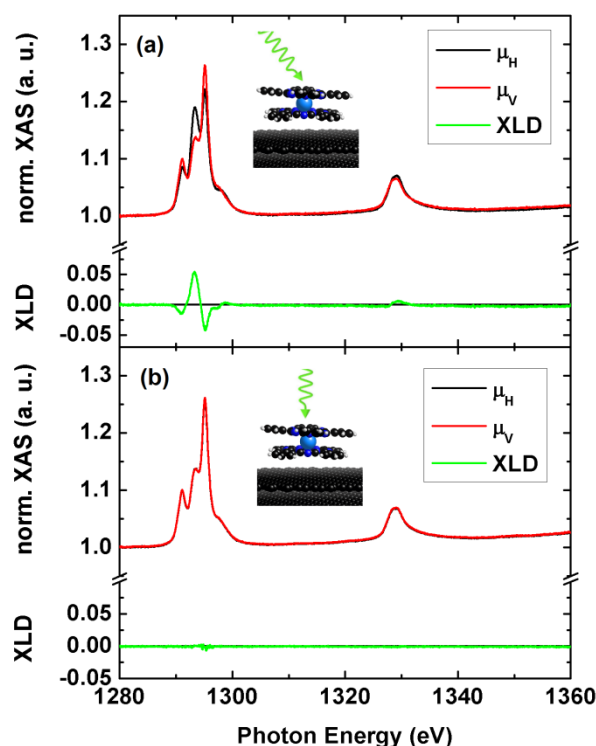 (a)
μH
μV
XLD
norm. XAS (a. u.)
1.3
1.2
1.1
1.0
XLD
0.05
0.00
-0.05
(b)
μH
μV
XLD
norm. XAS (a. u.)
1.3
1.2
1.1
1.0
XLD
0.05
0.00
-0.05
1280 1300 1320 1340 1360
Photon Energy (eV)